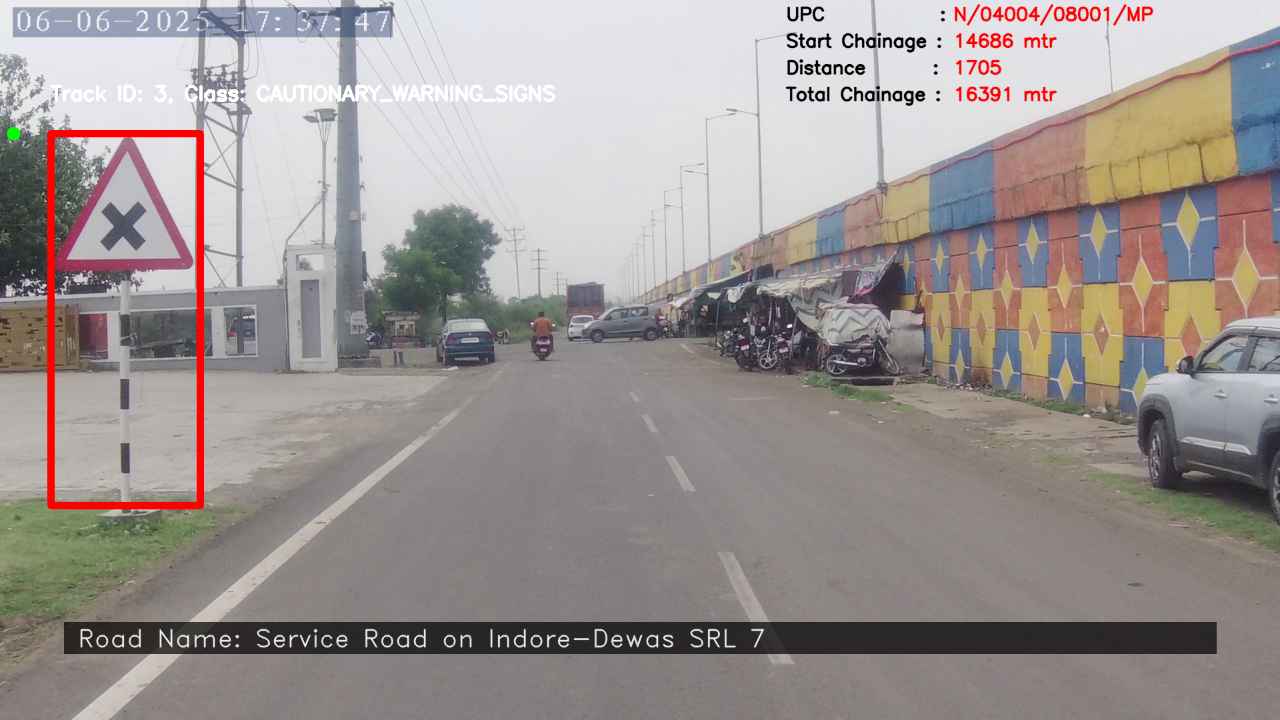 06-06-2025 17:37:47
UPC : N/04004/08001/MP
Start Chainage : 14686 mtr
Distance : 1705
Total Chainage : 16391 mtr
Track ID: 3, Class: CAUTIONARY_WARNING_SIGNS
Road Name: Service Road on Indore-Dewas SRL 7